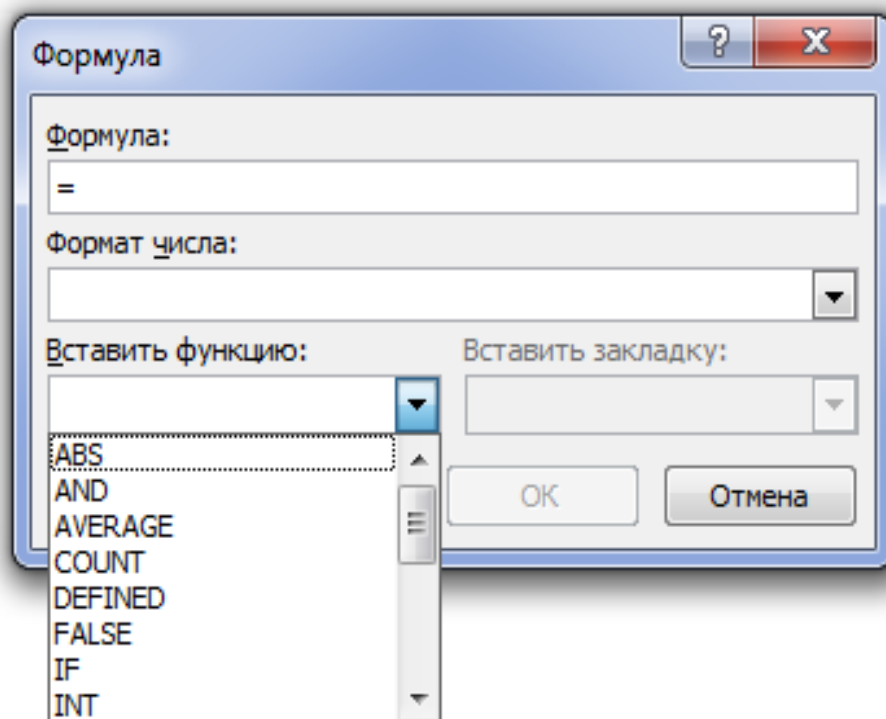 Формула
Формула:
=
Формат числа:
Вставить функцию:
Вставить закладку:
ABS
AND
AVERAGE
COUNT
DEFINED
FALSE
IF
INT
OK
Отмена